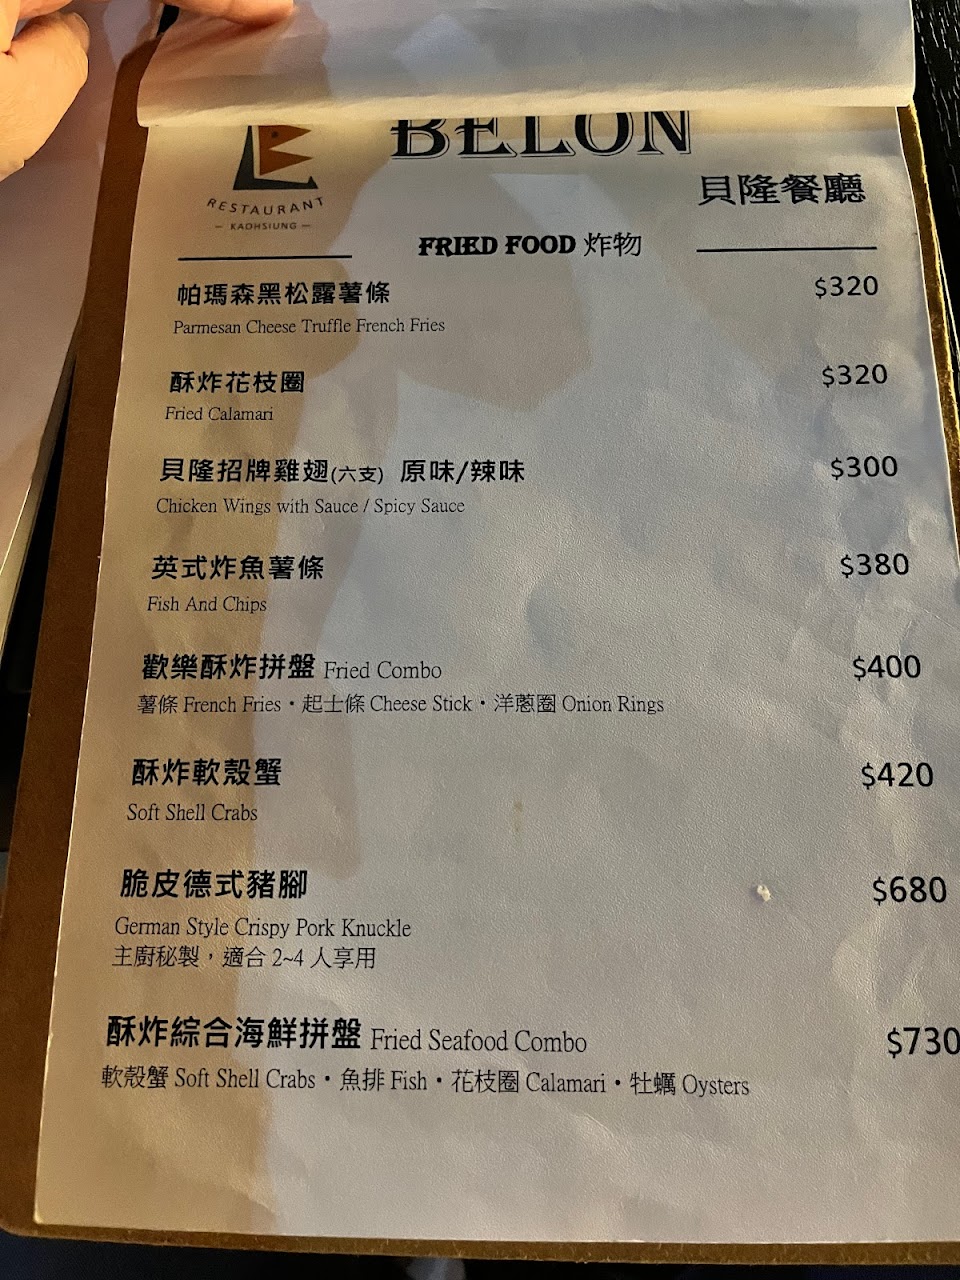 BELON
RESTAURANT
— KAOHSIUNG —
貝隆餐廳
FRIED FOOD 炸物
帕瑪森黑松露薯條 $320
Parmesan Cheese Truffle French Fries
酥炸花枝圈 $320
Fried Calamari
貝隆招牌雞翅(六支) 原味/辣味 $300
Chicken Wings with Sauce / Spicy Sauce
英式炸魚薯條 $380
Fish And Chips
歡樂酥炸拼盤 Fried Combo $400
薯條 French Fries・起士條 Cheese Stick・洋蔥圈 Onion Rings
酥炸軟殼蟹 $420
Soft Shell Crabs
脆皮德式豬腳 $680
German Style Crispy Pork Knuckle
主廚秘製，適合 2~4 人享用
酥炸綜合海鮮拼盤 Fried Seafood Combo $730
軟殼蟹 Soft Shell Crabs・魚排 Fish・花枝圈 Calamari・牡蠣 Oysters